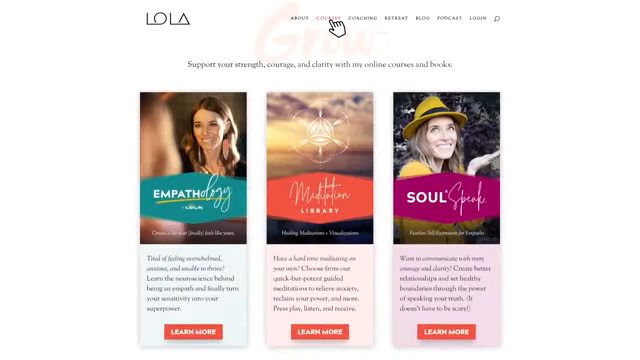 LOLA
ABOUT COURSES COACHING RETREAT BLOG PODCAST LOGIN
Grow
Support your strength, courage, and clarity with my online courses and books:
EMPATHology
by LOLA
Create a life that (finally) feels like yours.
Tired of feeling overwhelmed,
anxious, and unable to thrive?
Learn the neuroscience behind
being an empath and finally turn
your sensitivity into your
superpower.
LEARN MORE
Meditation
LIBRARY
Healing Meditations + Visualizations
Have a hard time meditating on
your own? Choose from our
quick-but-potent guided
meditations to relieve anxiety,
reclaim your power, and more.
Press play, listen, and receive.
LEARN MORE
SOUL Speak.
Fearless Self-Expression for Empaths
Want to communicate with more
courage and clarity? Create better
relationships and set healthy
boundaries through the power
of speaking your truth. (It
doesn't have to be scary!)
LEARN MORE